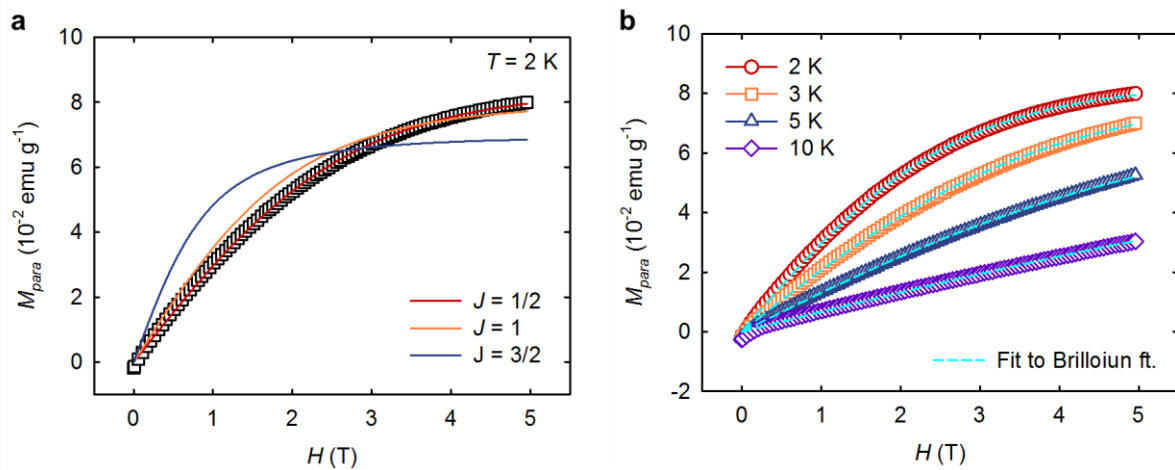 a
T = 2 K
M_para (10^-2 emu g^-1)
10
8
6
4
2
0
0 1 2 3 4 5
H (T)
J = 1/2
J = 1
J = 3/2
b
M_para (10^-2 emu g^-1)
10
8
6
4
2
0
-2
0 1 2 3 4 5
H (T)
2 K
3 K
5 K
10 K
Fit to Brilloiun ft.